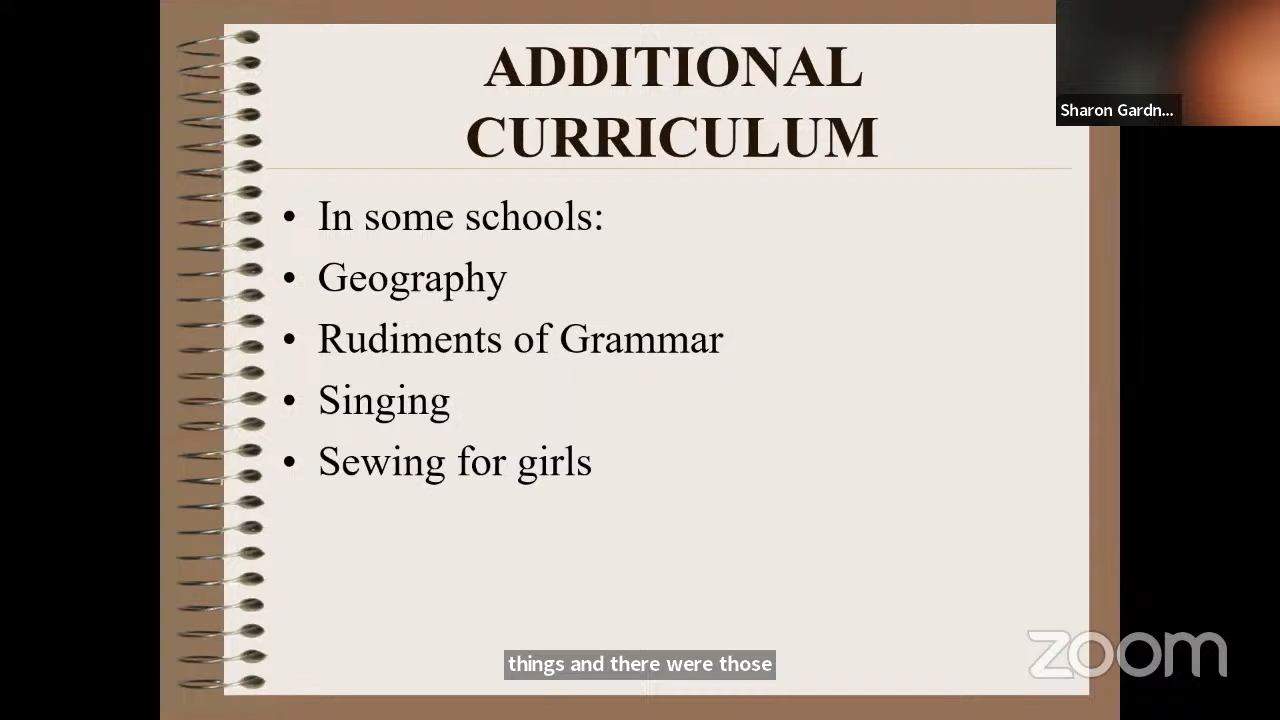 ADDITIONAL
CURRICULUM
Sharon Gardn...
• In some schools:
• Geography
• Rudiments of Grammar
• Singing
• Sewing for girls
things and there were those
zoom